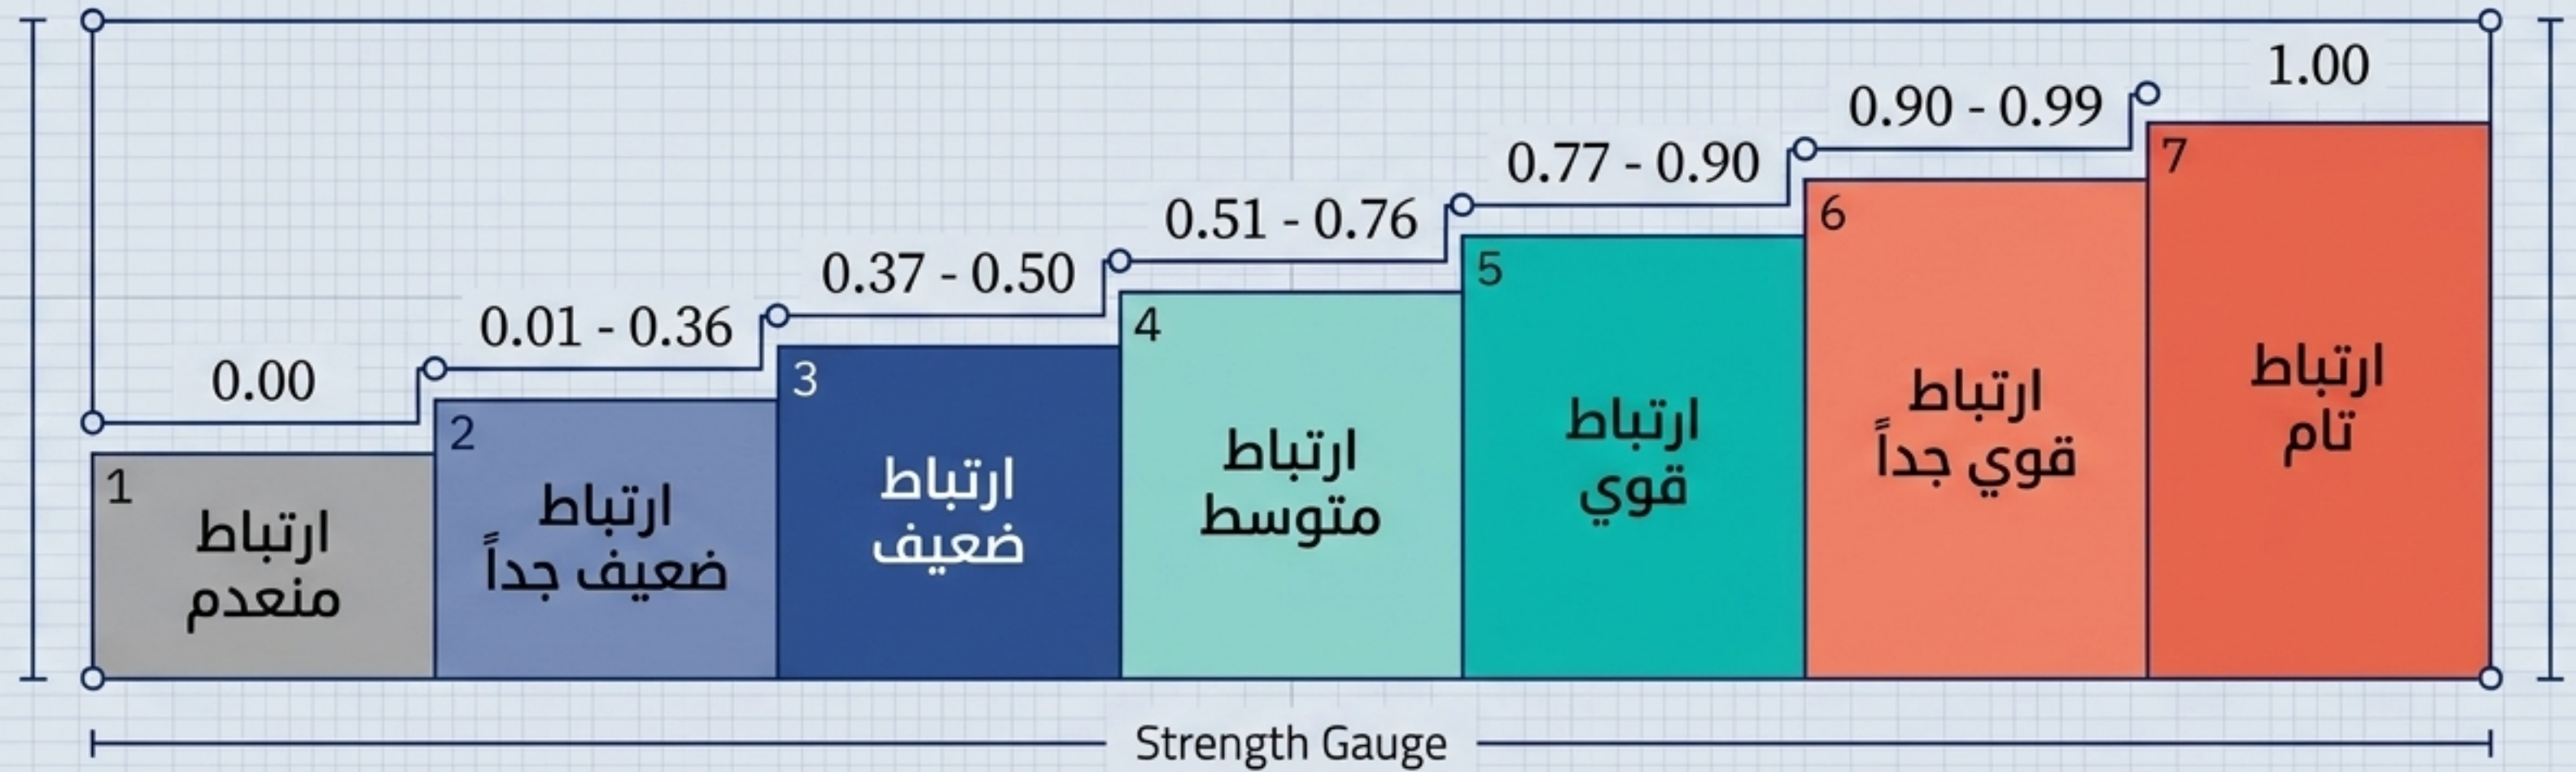 0.00
1
ارتباط
منعدم
0.01 - 0.36
2
ارتباط
ضعيف جداً
0.37 - 0.50
3
ارتباط
ضعيف
0.51 - 0.76
4
ارتباط
متوسط
0.77 - 0.90
5
ارتباط
قوي
0.90 - 0.99
6
ارتباط
قوي جداً
1.00
7
ارتباط
تام
Strength Gauge